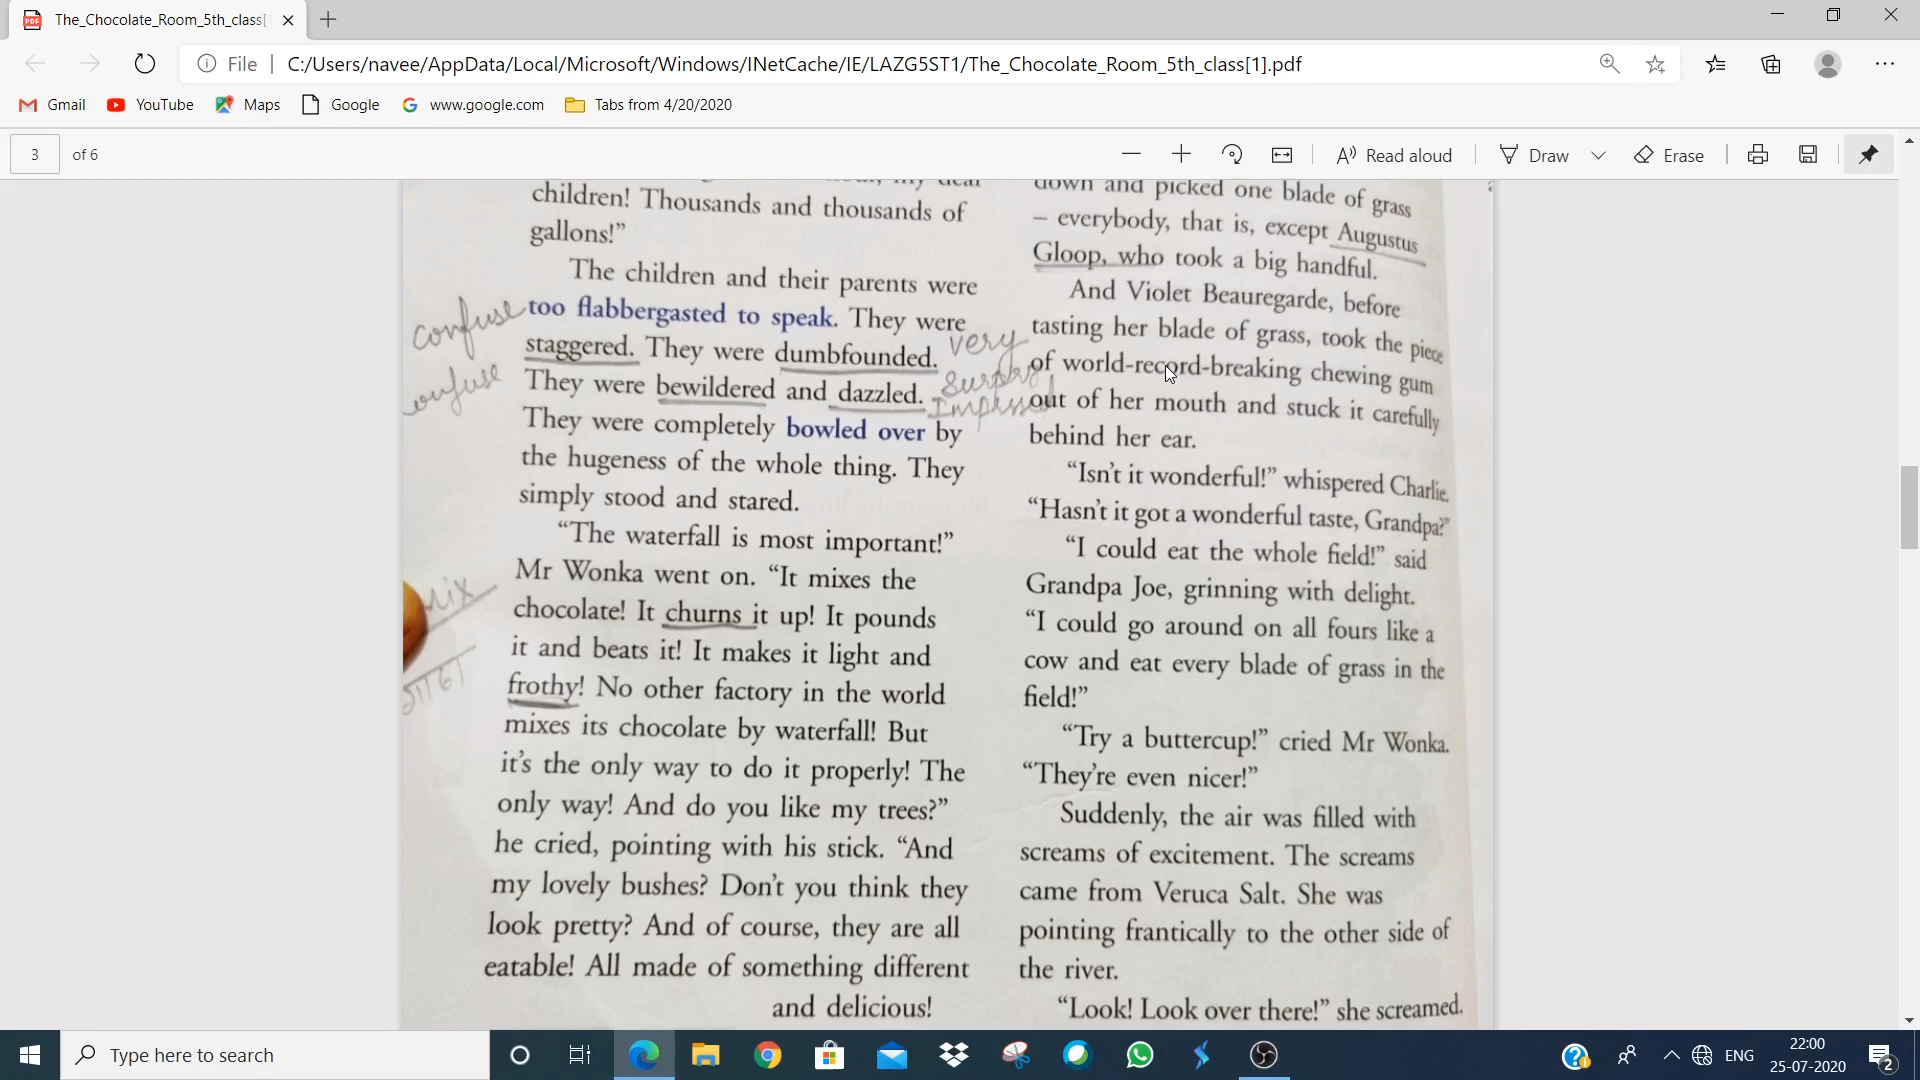 The_Chocolate_Room_5th_class[
File
C:/Users/navee/AppData/Local/Microsoft/Windows/INetCache/IE/LAZG5ST1/The_Chocolate_Room_5th_class[1].pdf
Gmail YouTube Maps Google www.google.com Tabs from 4/20/2020
3 of 6
Read aloud Draw Erase
children! Thousands and thousands of
gallons!”
The children and their parents were
too flabbergasted to speak. They were
staggered. They were dumbfounded.
They were bewildered and dazzled.
They were completely bowled over by
the hugeness of the whole thing. They
simply stood and stared.
“The waterfall is most important!”
Mr Wonka went on. “It mixes the
chocolate! It churns it up! It pounds
it and beats it! It makes it light and
frothy! No other factory in the world
mixes its chocolate by waterfall! But
it’s the only way to do it properly! The
only way! And do you like my trees?”
he cried, pointing with his stick. “And
my lovely bushes? Don’t you think they
look pretty? And of course, they are all
eatable! All made of something different
and delicious!
confuse
confuse
very
mix
down and picked one blade of grass
– everybody, that is, except Augustus
Gloop, who took a big handful.
And Violet Beauregarde, before
tasting her blade of grass, took the piece
of world-record-breaking chewing gum
out of her mouth and stuck it carefully
behind her ear.
“Isn’t it wonderful!” whispered Charlie.
“Hasn’t it got a wonderful taste, Grandpa?”
“I could eat the whole field!” said
Grandpa Joe, grinning with delight.
“I could go around on all fours like a
cow and eat every blade of grass in the
field!”
“Try a buttercup!” cried Mr Wonka.
“They’re even nicer!”
Suddenly, the air was filled with
screams of excitement. The screams
came from Veruca Salt. She was
pointing frantically to the other side of
the river.
“Look! Look over there!” she screamed.
Type here to search
ENG
22:00
25-07-2020
2